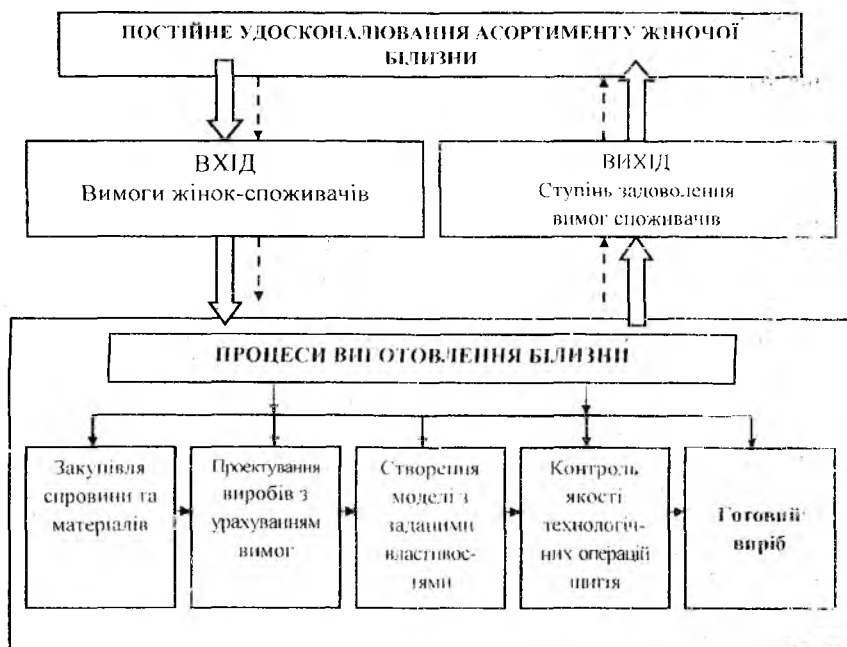 ПОСТІЙНЕ УДОСКОНАЛЮВАННЯ АСОРТИМЕНТУ ЖІНОЧОЇ
БІЛИЗНИ
ВХІД
Вимоги жінок-споживачів
ВИХІД
Ступінь задоволення
вимог споживачів
ПРОЦЕСИ ВИГОТОВЛЕННЯ БІЛИЗНИ
Закупівля
сировини та
матеріалів
Проектування
виробів з
урахуванням
вимог
Створення
моделі з
заданими
властивос-
тями
Контроль
якості
технологіч-
них операцій
шиття
Готовий
виріб